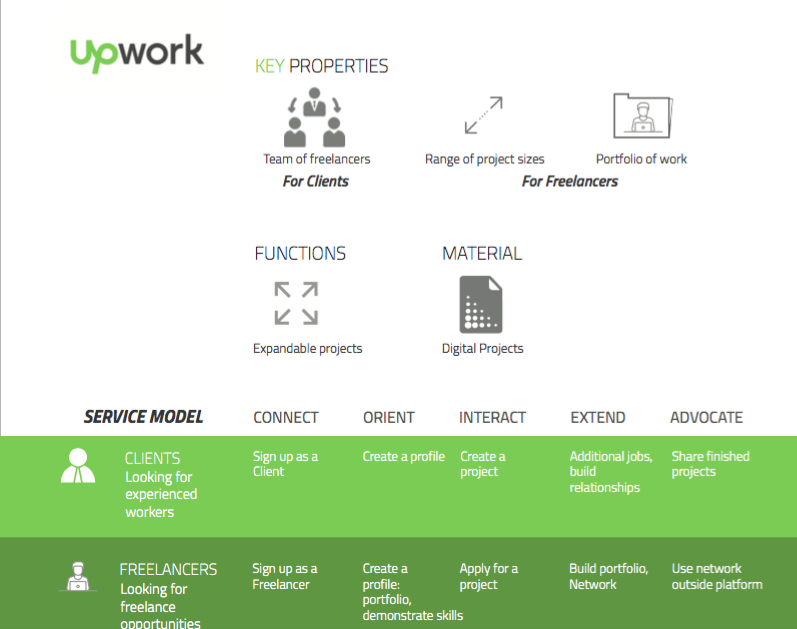 upwork
KEY PROPERTIES
Team of freelancers
Range of project sizes
Portfolio of work
For Clients
For Freelancers
FUNCTIONS
MATERIAL
Expandable projects
Digital Projects
SERVICE MODEL
CONNECT
ORIENT
INTERACT
EXTEND
ADVOCATE
CLIENTS
Looking for
experienced
workers
Sign up as a
Client
Create a profile
Create a
project
Additional jobs,
build
relationships
Share finished
projects
FREELANCERS
Looking for
freelance
opportunities
Sign up as a
Freelancer
Create a
profile:
portfolio,
demonstrate skills
Apply for a
project
Build portfolio,
Network
Use network
outside platform